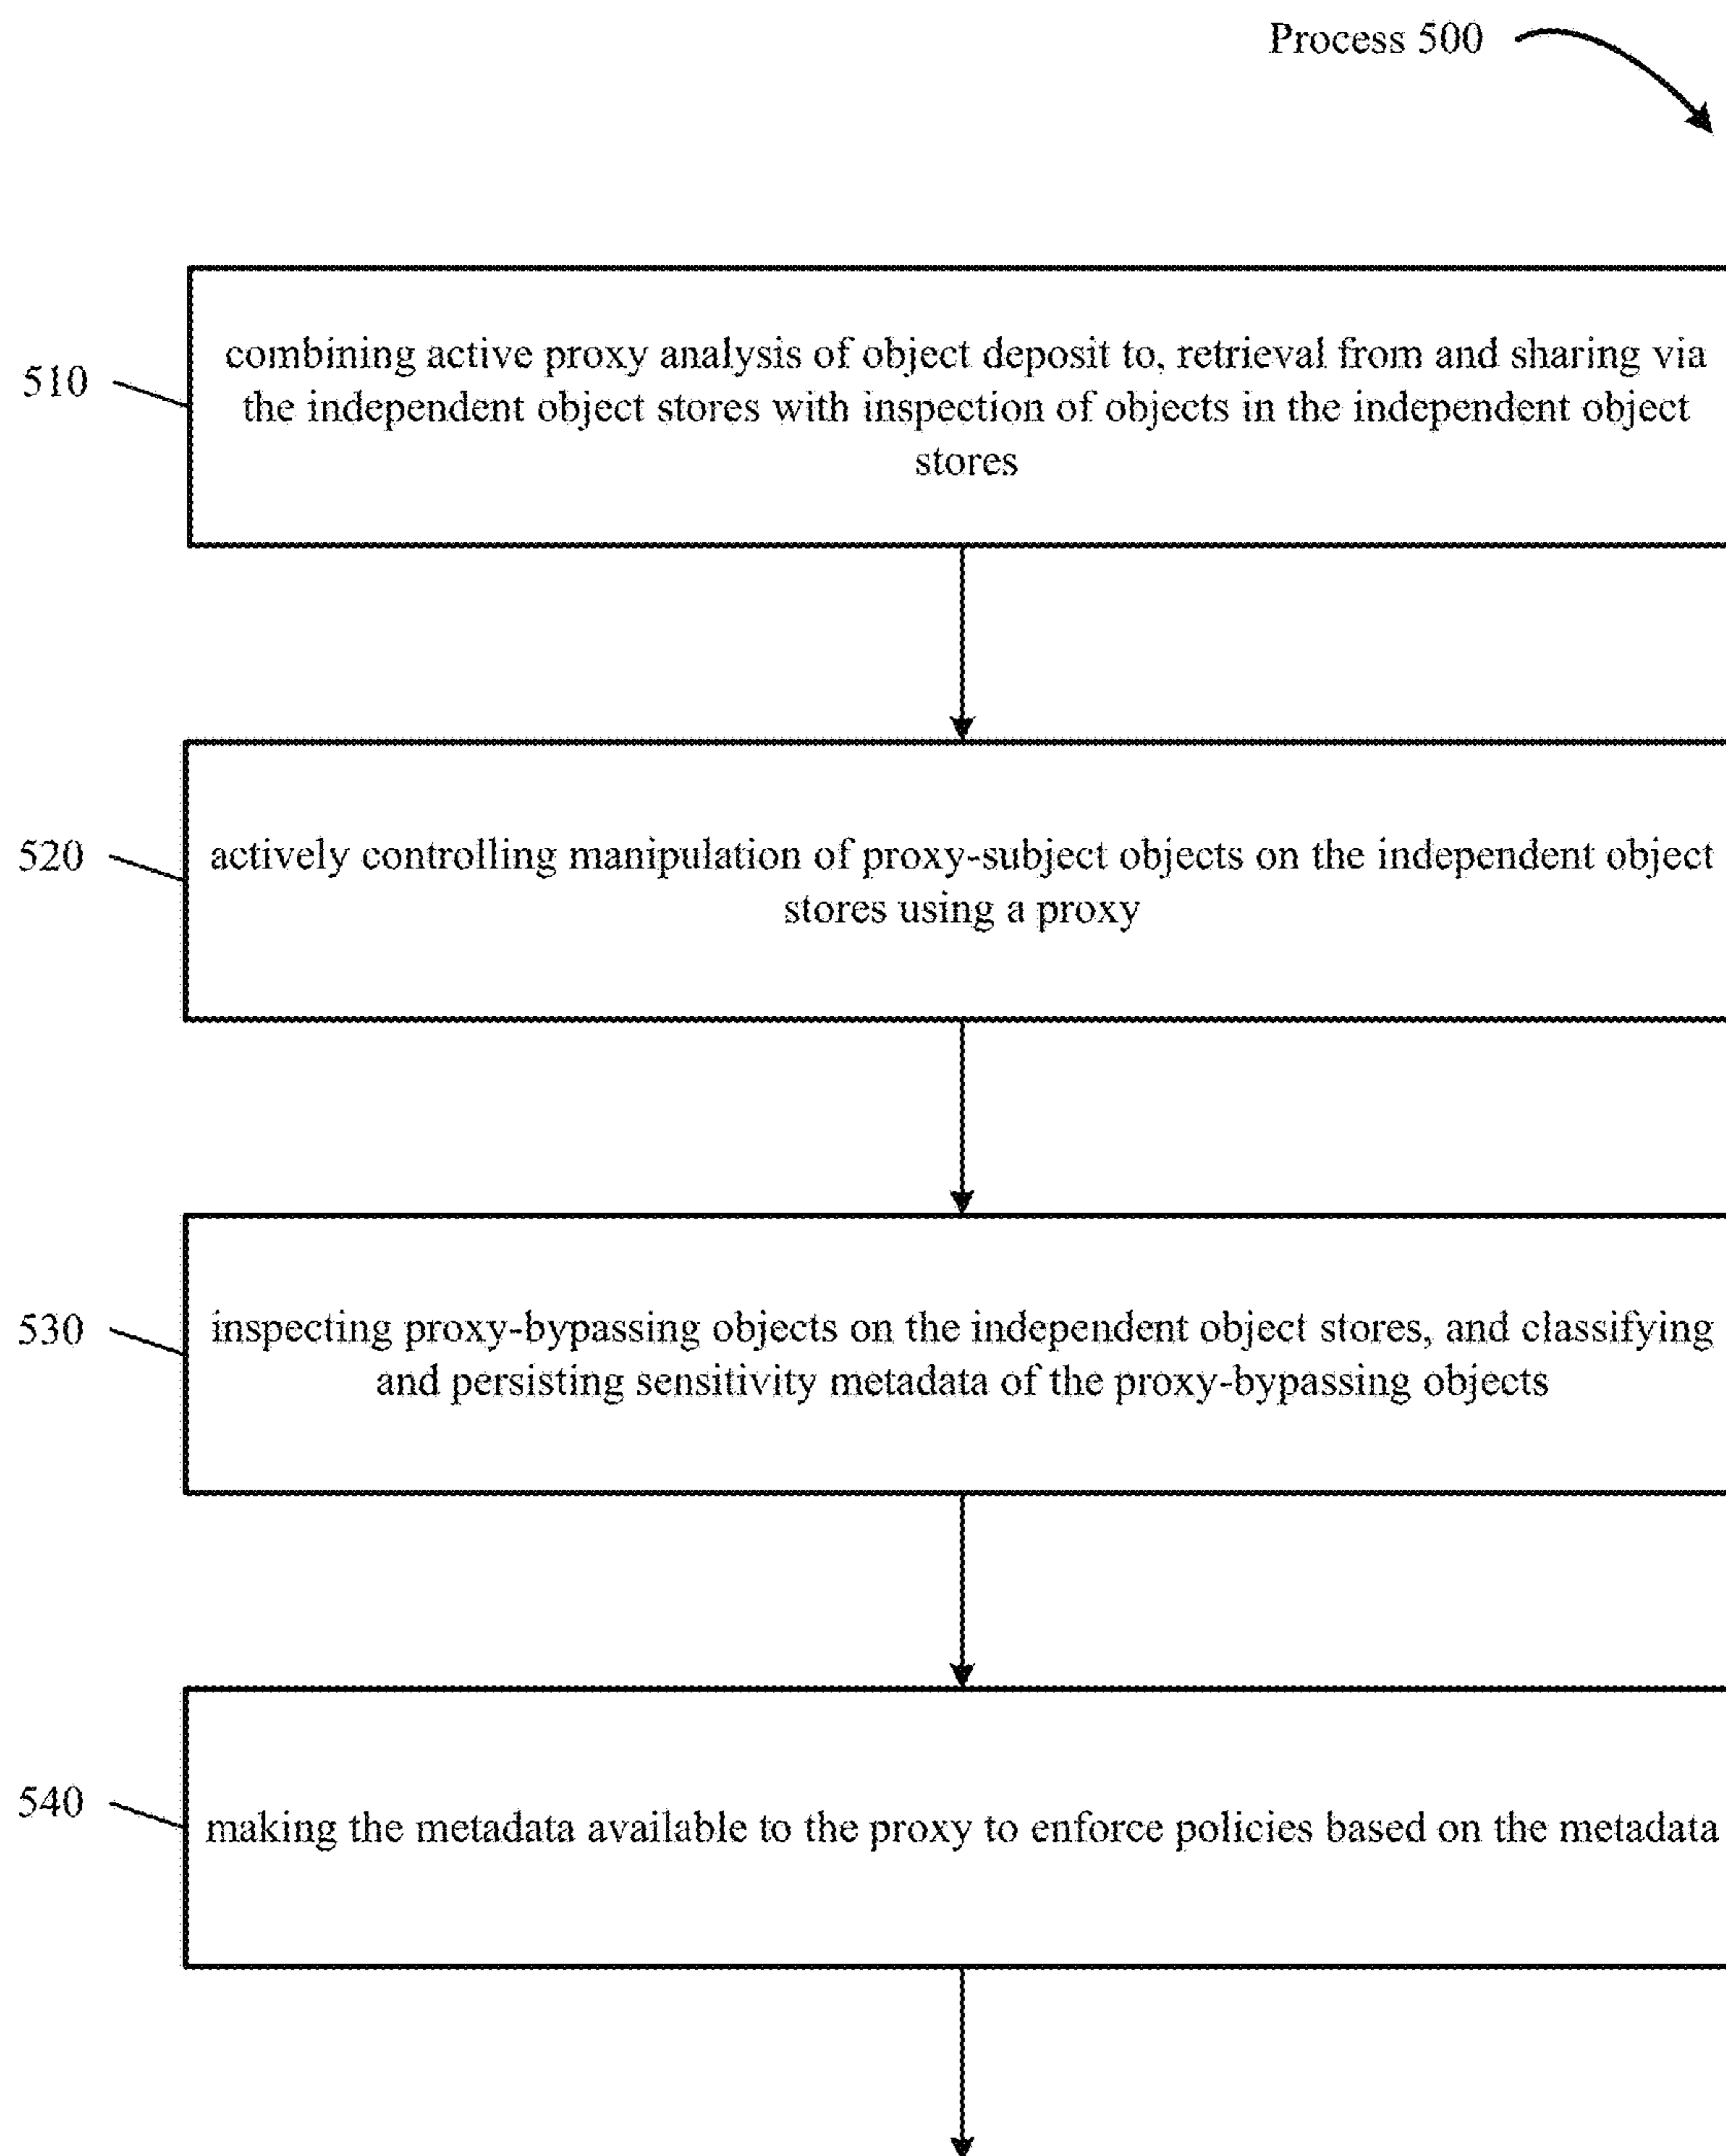 Process 500
510
combining active proxy analysis of object deposit to, retrieval from and sharing via
the independent object stores with inspection of objects in the independent object
stores
520
actively controlling manipulation of proxy-subject objects on the independent object
stores using a proxy
530
inspecting proxy-bypassing objects on the independent object stores, and classifying
and persisting sensitivity metadata of the proxy-bypassing objects
540
making the metadata available to the proxy to enforce policies based on the metadata